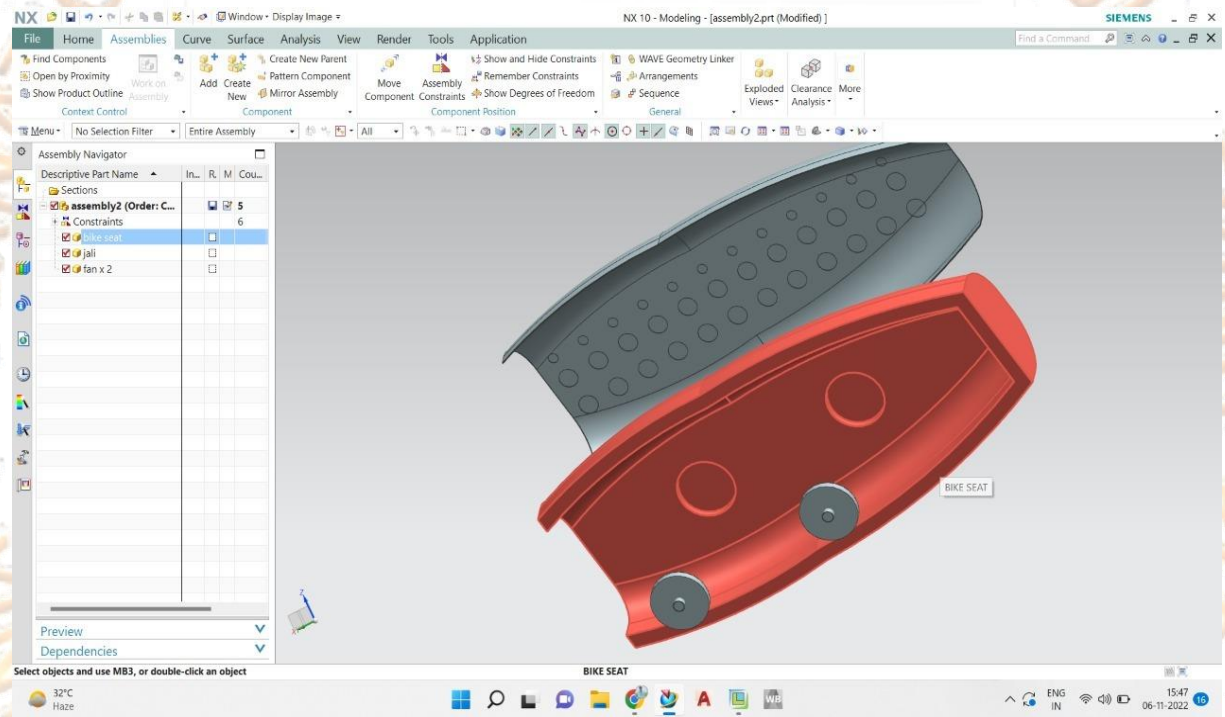 NX Window Display Image NX 10 - Modeling - [assembly2.prt (Modified) ] SIEMENS
File Home Assemblies Curve Surface Analysis View Render Tools Application Find a Command
Find Components
Open by Proximity
Show Product Outline
Work on
Assembly
Context Control
Add
Create
New
Create New Parent
Pattern Component
Mirror Assembly
Component
Move
Component
Assembly
Constraints
Show and Hide Constraints
Remember Constraints
Show Degrees of Freedom
Component Position
WAVE Geometry Linker
Arrangements
Sequence
General
Exploded
Views
Clearance
Analysis
More
Menu No Selection Filter Entire Assembly All
Assembly Navigator
Descriptive Part Name In... R. M Cou...
Sections
assembly2 (Order: C... 5
Constraints 6
bike seat
jali
fan x 2
BIKE SEAT
Z
X
Preview
Dependencies
Select objects and use MB3, or double-click an object BIKE SEAT
32°C
Haze
A
WB
ENG
IN
15:47
06-11-2022
16